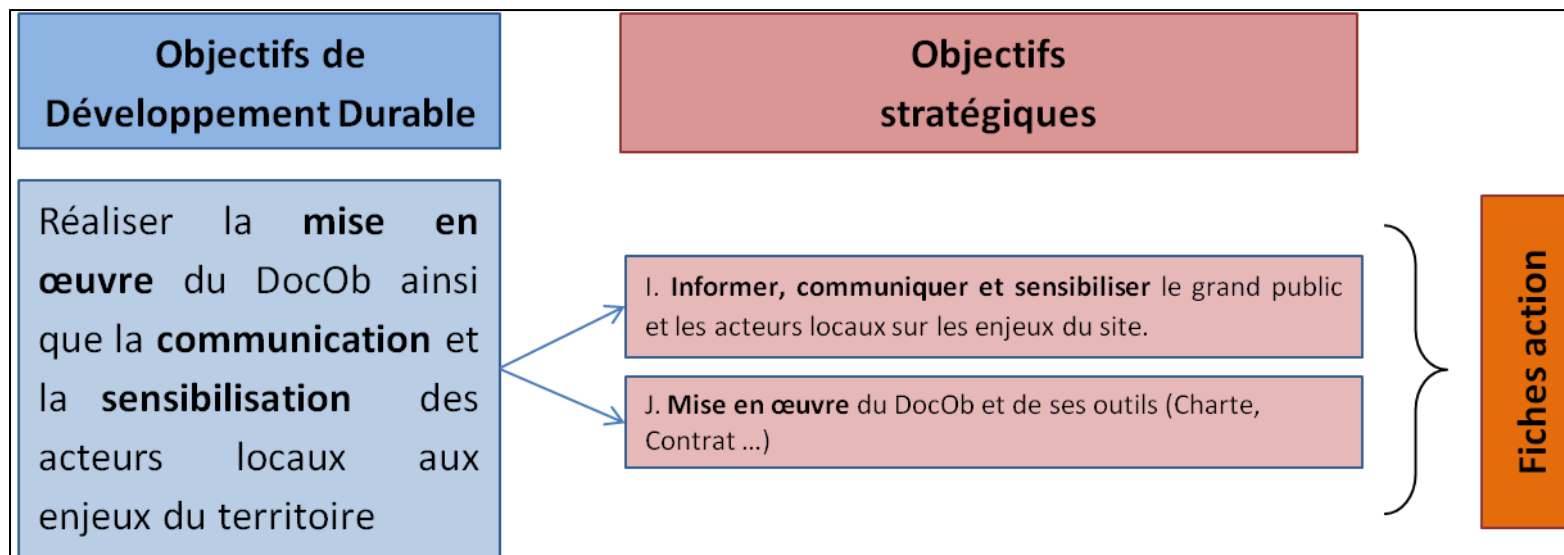 Objectifs de
Développement Durable
Objectifs
stratégiques
Réaliser la mise en
œuvre du DocOb ainsi
que la communication et
la sensibilisation des
acteurs locaux aux
enjeux du territoire
I. Informer, communiquer et sensibiliser le grand public
et les acteurs locaux sur les enjeux du site.
J. Mise en œuvre du DocOb et de ses outils (Charte,
Contrat ...)
Fiches action